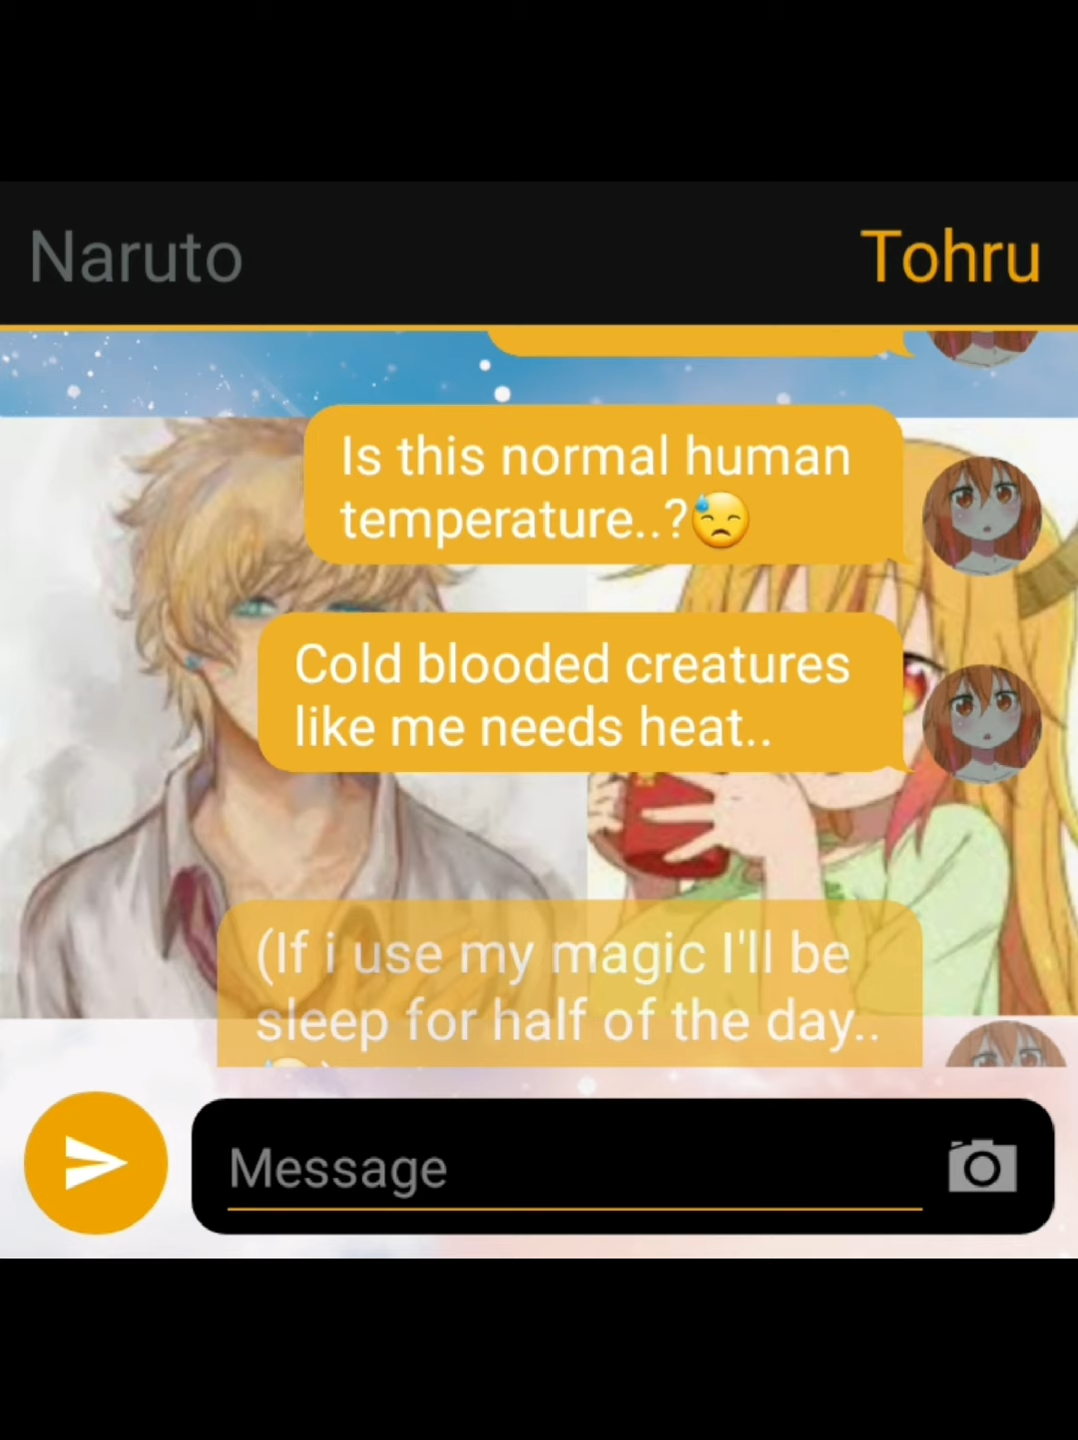 Naruto
Tohru
Is this normal human
temperature..?😓
Cold blooded creatures
like me needs heat..
(If i use my magic I'll be
sleep for half of the day..
)
Message